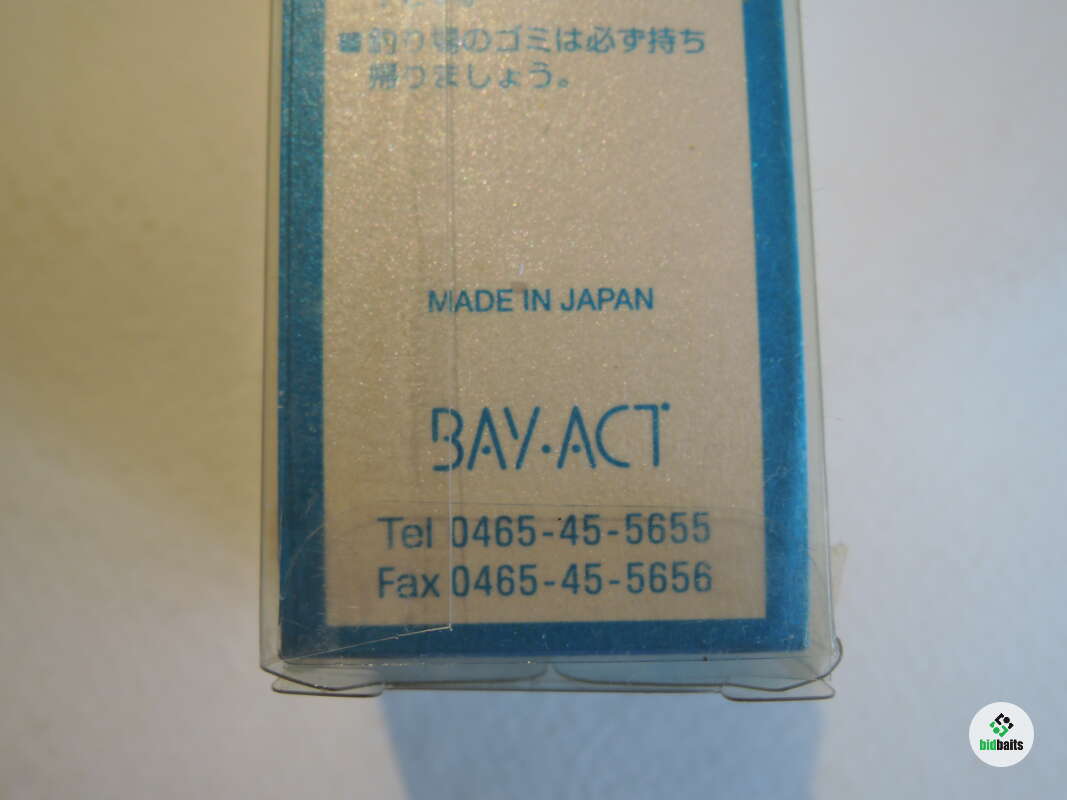 ■釣り場のゴミは必ず持ち
帰りましょう。
MADE IN JAPAN
BAY·ACT
Tel 0465-45-5655
Fax 0465-45-5656
bidbaits